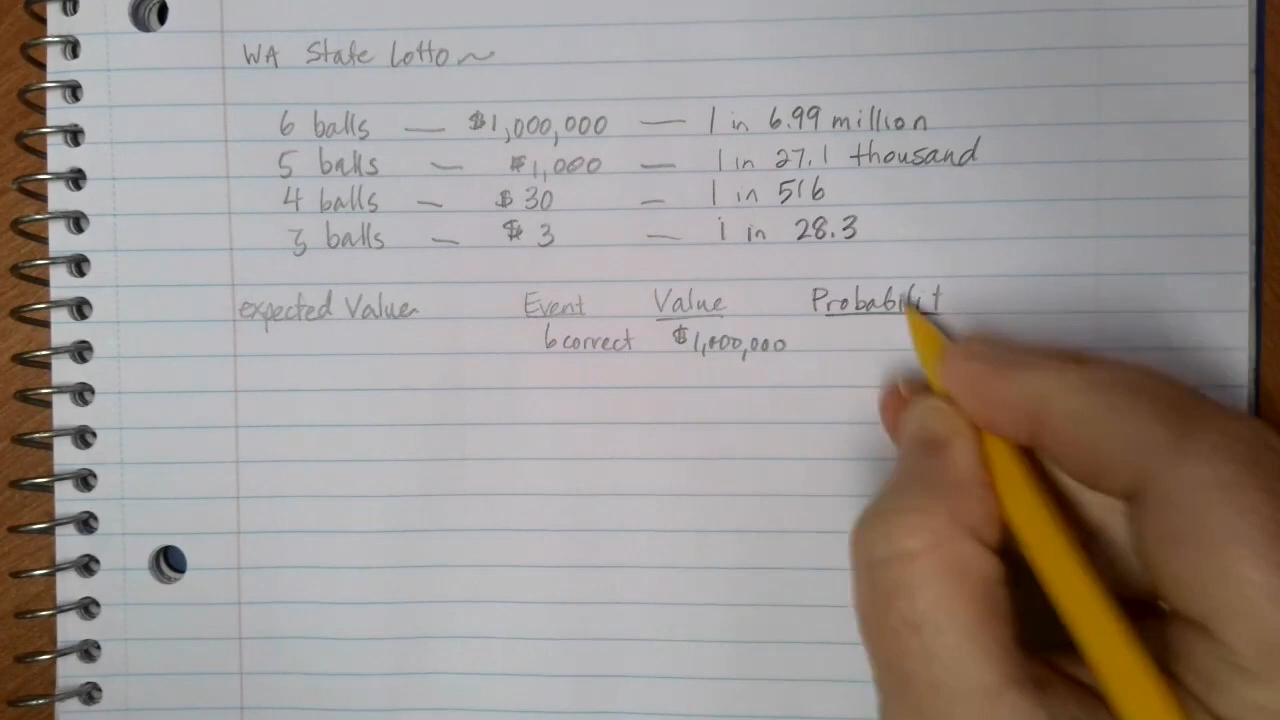 WA State Lotto
6 balls — $1,000,000 — 1 in 6.99 million
5 balls — $1,000 — 1 in 27.1 thousand
4 balls — $30 — 1 in 516
3 balls — $3 — 1 in 28.3
expected Value Event Value Probabilit
6 correct $1,000,000